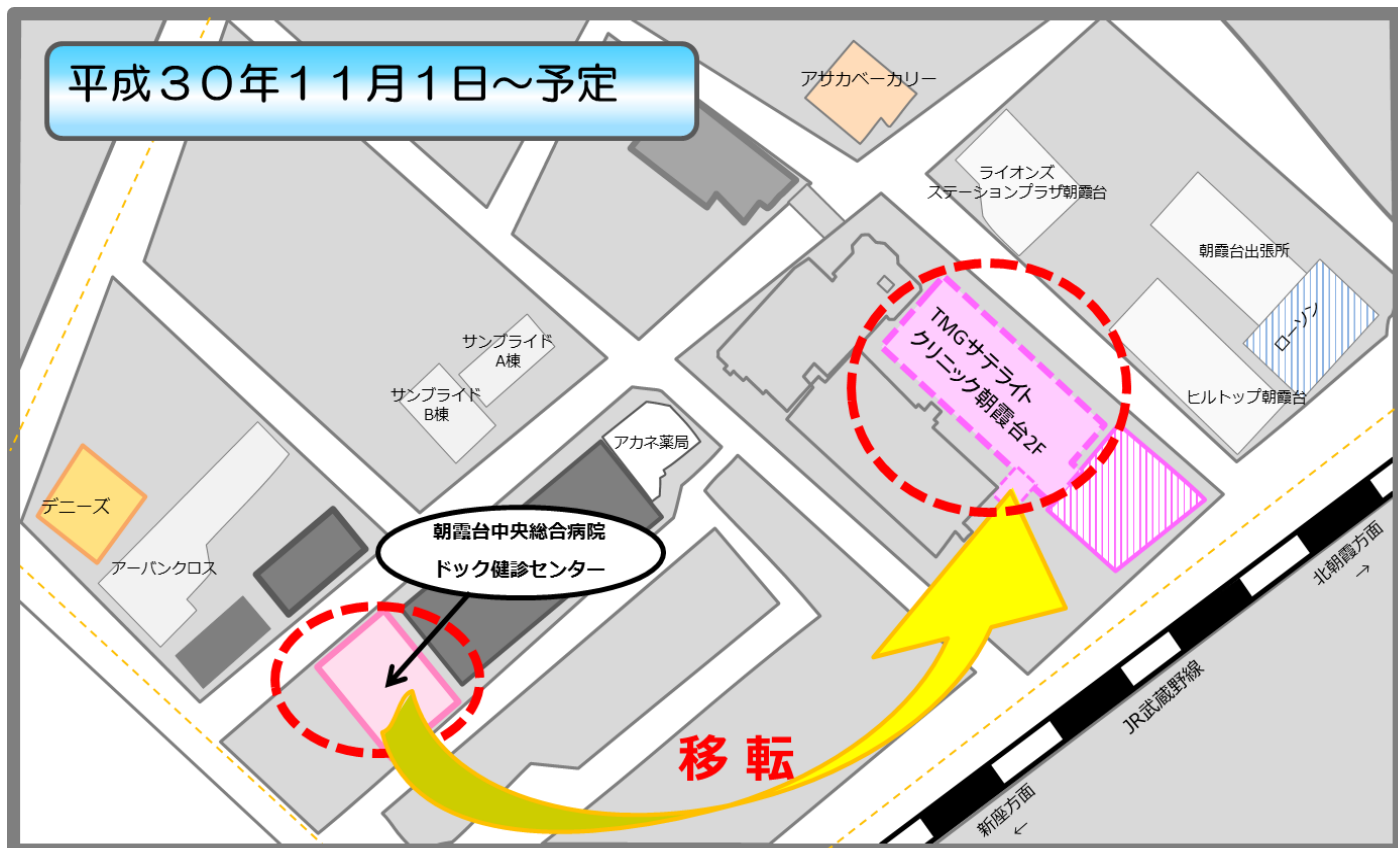 平成３０年１１月１日～予定
アサカベーカリー
ライオンズ
ステーションプラザ朝霞台
朝霞台出張所
ローソン
ヒルトップ朝霞台
TMGサテライト
クリニック朝霞台2F
サンブライド
A棟
サンブライド
B棟
アカネ薬局
デニーズ
アーバンクロス
朝霞台中央総合病院
ドック健診センター
移転
北朝霞方面
→
JR武蔵野線
新座方面
←